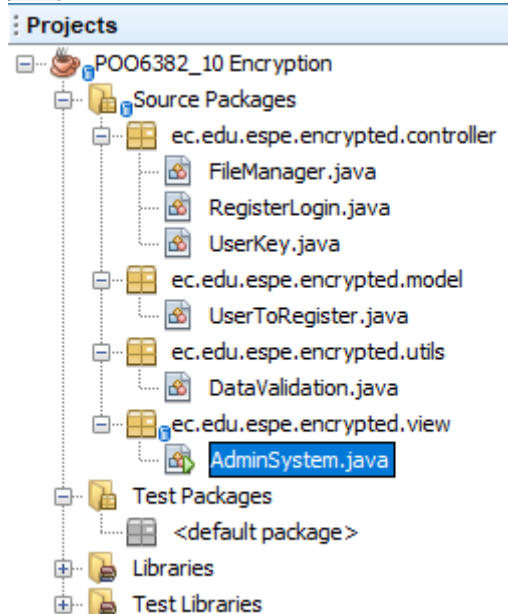 Projects
POO6382_10 Encryption
Source Packages
ec.edu.espe.encrypted.controller
FileManager.java
RegisterLogin.java
UserKey.java
ec.edu.espe.encrypted.model
UserToRegister.java
ec.edu.espe.encrypted.utils
DataValidation.java
ec.edu.espe.encrypted.view
AdminSystem.java
Test Packages
<default package>
Libraries
Test Libraries